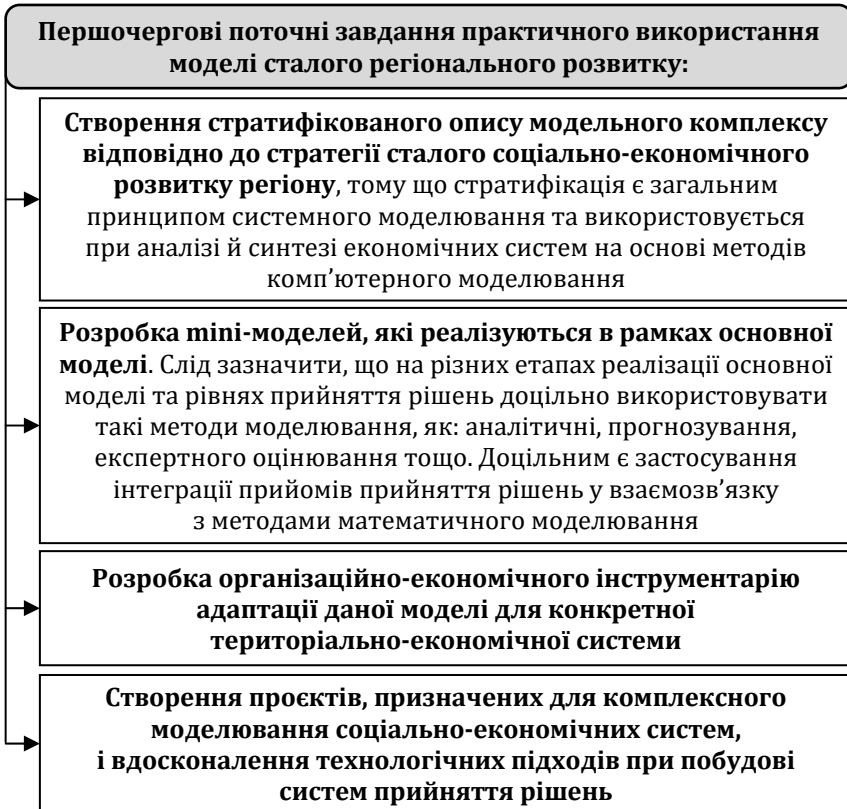 Першочергові поточні завдання практичного використання
моделі сталого регіонального розвитку:
Створення стратифікованого опису модельного комплексу
відповідно до стратегії сталого соціально-економічного
розвитку регіону, тому що стратифікація є загальним
принципом системного моделювання та використовується
при аналізі й синтезі економічних систем на основі методів
комп’ютерного моделювання
Розробка mini-моделей, які реалізуються в рамках основної
моделі. Слід зазначити, що на різних етапах реалізації основної
моделі та рівнях прийняття рішень доцільно використовувати
такі методи моделювання, як: аналітичні, прогнозування,
експертного оцінювання тощо. Доцільним є застосування
інтеграції прийомів прийняття рішень у взаємозв’язку
з методами математичного моделювання
Розробка організаційно-економічного інструментарію
адаптації даної моделі для конкретної
територіально-економічної системи
Створення проєктів, призначених для комплексного
моделювання соціально-економічних систем,
і вдосконалення технологічних підходів при побудові
систем прийняття рішень